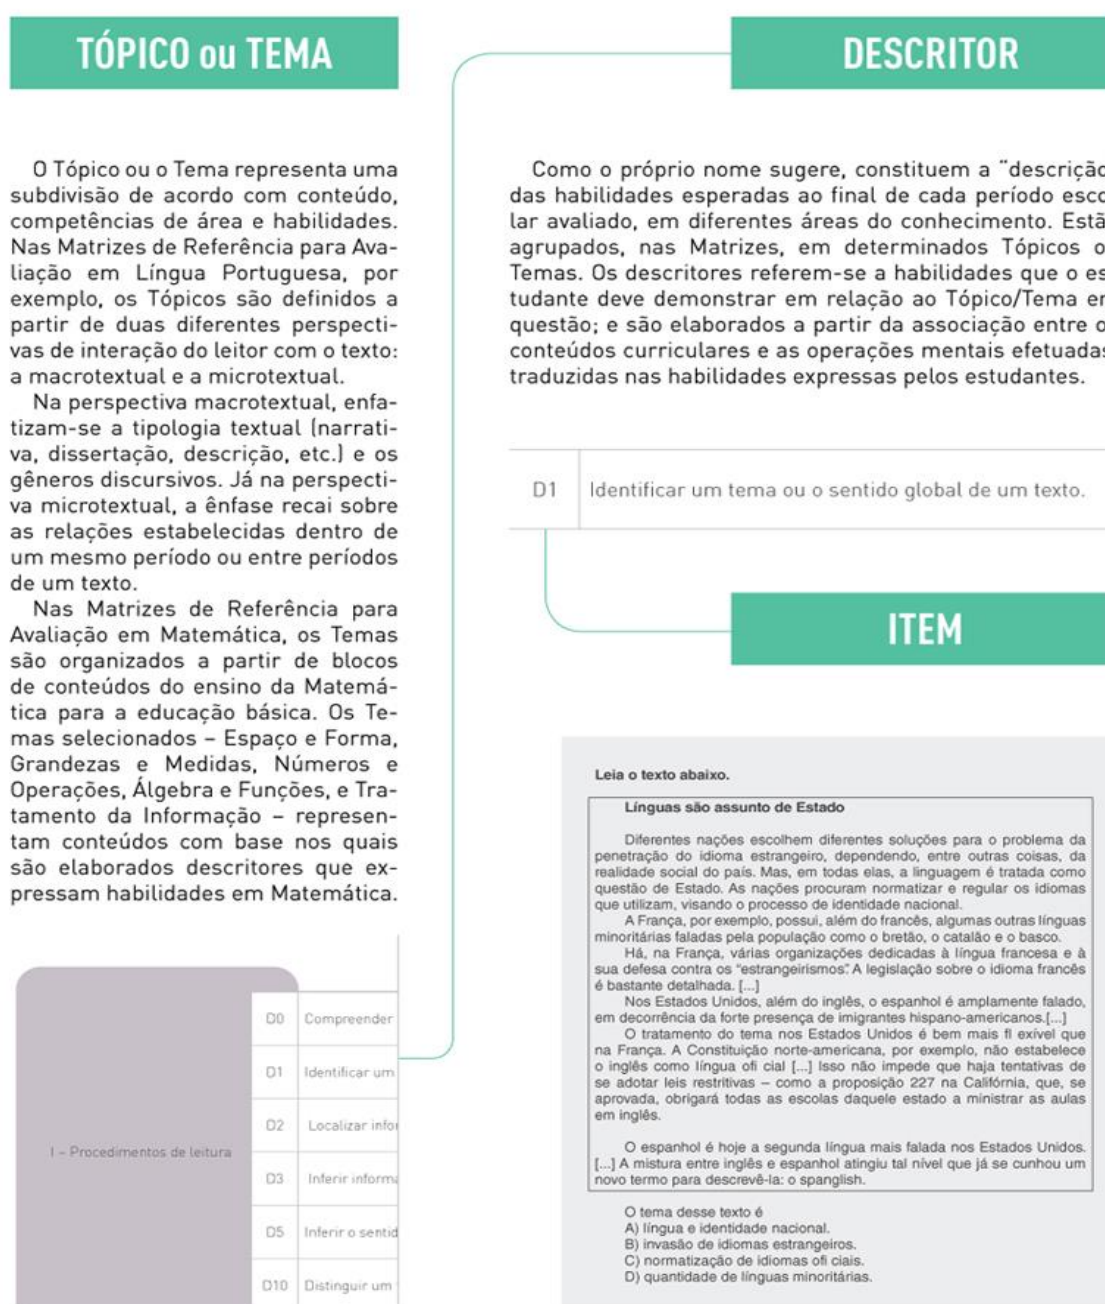 TÓPICO ou TEMA
O Tópico ou o Tema representa uma
subdivisão de acordo com conteúdo,
competências de área e habilidades.
Nas Matrizes de Referência para Ava-
liação em Língua Portuguesa, por
exemplo, os Tópicos são definidos a
partir de duas diferentes perspecti-
vas de interação do leitor com o texto:
a macrotextual e a microtextual.
Na perspectiva macrotextual, enfa-
tizam-se a tipologia textual (narrati-
va, dissertação, descrição, etc.) e os
gêneros discursivos. Já na perspecti-
va microtextual, a ênfase recai sobre
as relações estabelecidas dentro de
um mesmo período ou entre períodos
de um texto.
Nas Matrizes de Referência para
Avaliação em Matemática, os Temas
são organizados a partir de blocos
de conteúdos do ensino da Matemá-
tica para a educação básica. Os Te-
mas selecionados – Espaço e Forma,
Grandezas e Medidas, Números e
Operações, Álgebra e Funções, e Tra-
tamento da Informação – represen-
tam conteúdos com base nos quais
são elaborados descritores que ex-
pressam habilidades em Matemática.
I – Procedimentos de leitura
D0 Compreender
D1 Identificar um
D2 Localizar infor
D3 Inferir informa
D5 Inferir o sentid
D10 Distinguir um
DESCRITOR
Como o próprio nome sugere, constituem a “descrição
das habilidades esperadas ao final de cada período esco
lar avaliado, em diferentes áreas do conhecimento. Estã
agrupados, nas Matrizes, em determinados Tópicos o
Temas. Os descritores referem-se a habilidades que o es
tudante deve demonstrar em relação ao Tópico/Tema en
questão; e são elaborados a partir da associação entre o
conteúdos curriculares e as operações mentais efetuadas
traduzidas nas habilidades expressas pelos estudantes.
D1 Identificar um tema ou o sentido global de um texto.
ITEM
Leia o texto abaixo.
Línguas são assunto de Estado
Diferentes nações escolhem diferentes soluções para o problema da
penetração do idioma estrangeiro, dependendo, entre outras coisas, da
realidade social do país. Mas, em todas elas, a linguagem é tratada como
questão de Estado. As nações procuram normatizar e regular os idiomas
que utilizam, visando o processo de identidade nacional.
A França, por exemplo, possui, além do francês, algumas outras línguas
minoritárias faladas pela população como o bretão, o catalão e o basco.
Há, na França, várias organizações dedicadas à língua francesa e à
sua defesa contra os “estrangeirismos”. A legislação sobre o idioma francês
é bastante detalhada. [...]
Nos Estados Unidos, além do inglês, o espanhol é amplamente falado,
em decorrência da forte presença de imigrantes hispano-americanos.[...]
O tratamento do tema nos Estados Unidos é bem mais fl exível que
na França. A Constituição norte-americana, por exemplo, não estabelece
o inglês como língua ofi cial [...] Isso não impede que haja tentativas de
se adotar leis restritivas – como a proposição 227 na Califórnia, que, se
aprovada, obrigará todas as escolas daquele estado a ministrar as aulas
em inglês.
O espanhol é hoje a segunda língua mais falada nos Estados Unidos.
[...] A mistura entre inglês e espanhol atingiu tal nível que já se cunhou um
novo termo para descrevê-la: o spanglish.
O tema desse texto é
A) língua e identidade nacional.
B) invasão de idiomas estrangeiros.
C) normatização de idiomas ofi ciais.
D) quantidade de línguas minoritárias.